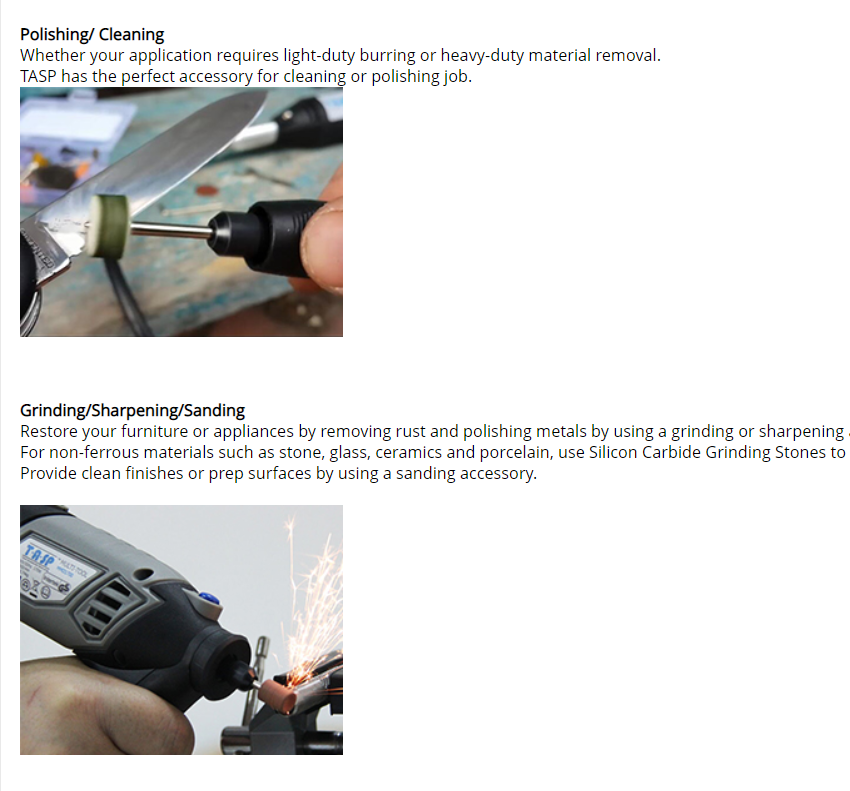 Polishing/ Cleaning
Whether your application requires light-duty burring or heavy-duty material removal.
TASP has the perfect accessory for cleaning or polishing job.
Grinding/Sharpening/Sanding
Restore your furniture or appliances by removing rust and polishing metals by using a grinding or sharpening
For non-ferrous materials such as stone, glass, ceramics and porcelain, use Silicon Carbide Grinding Stones to
Provide clean finishes or prep surfaces by using a sanding accessory.
TASP
MULTI TOOL